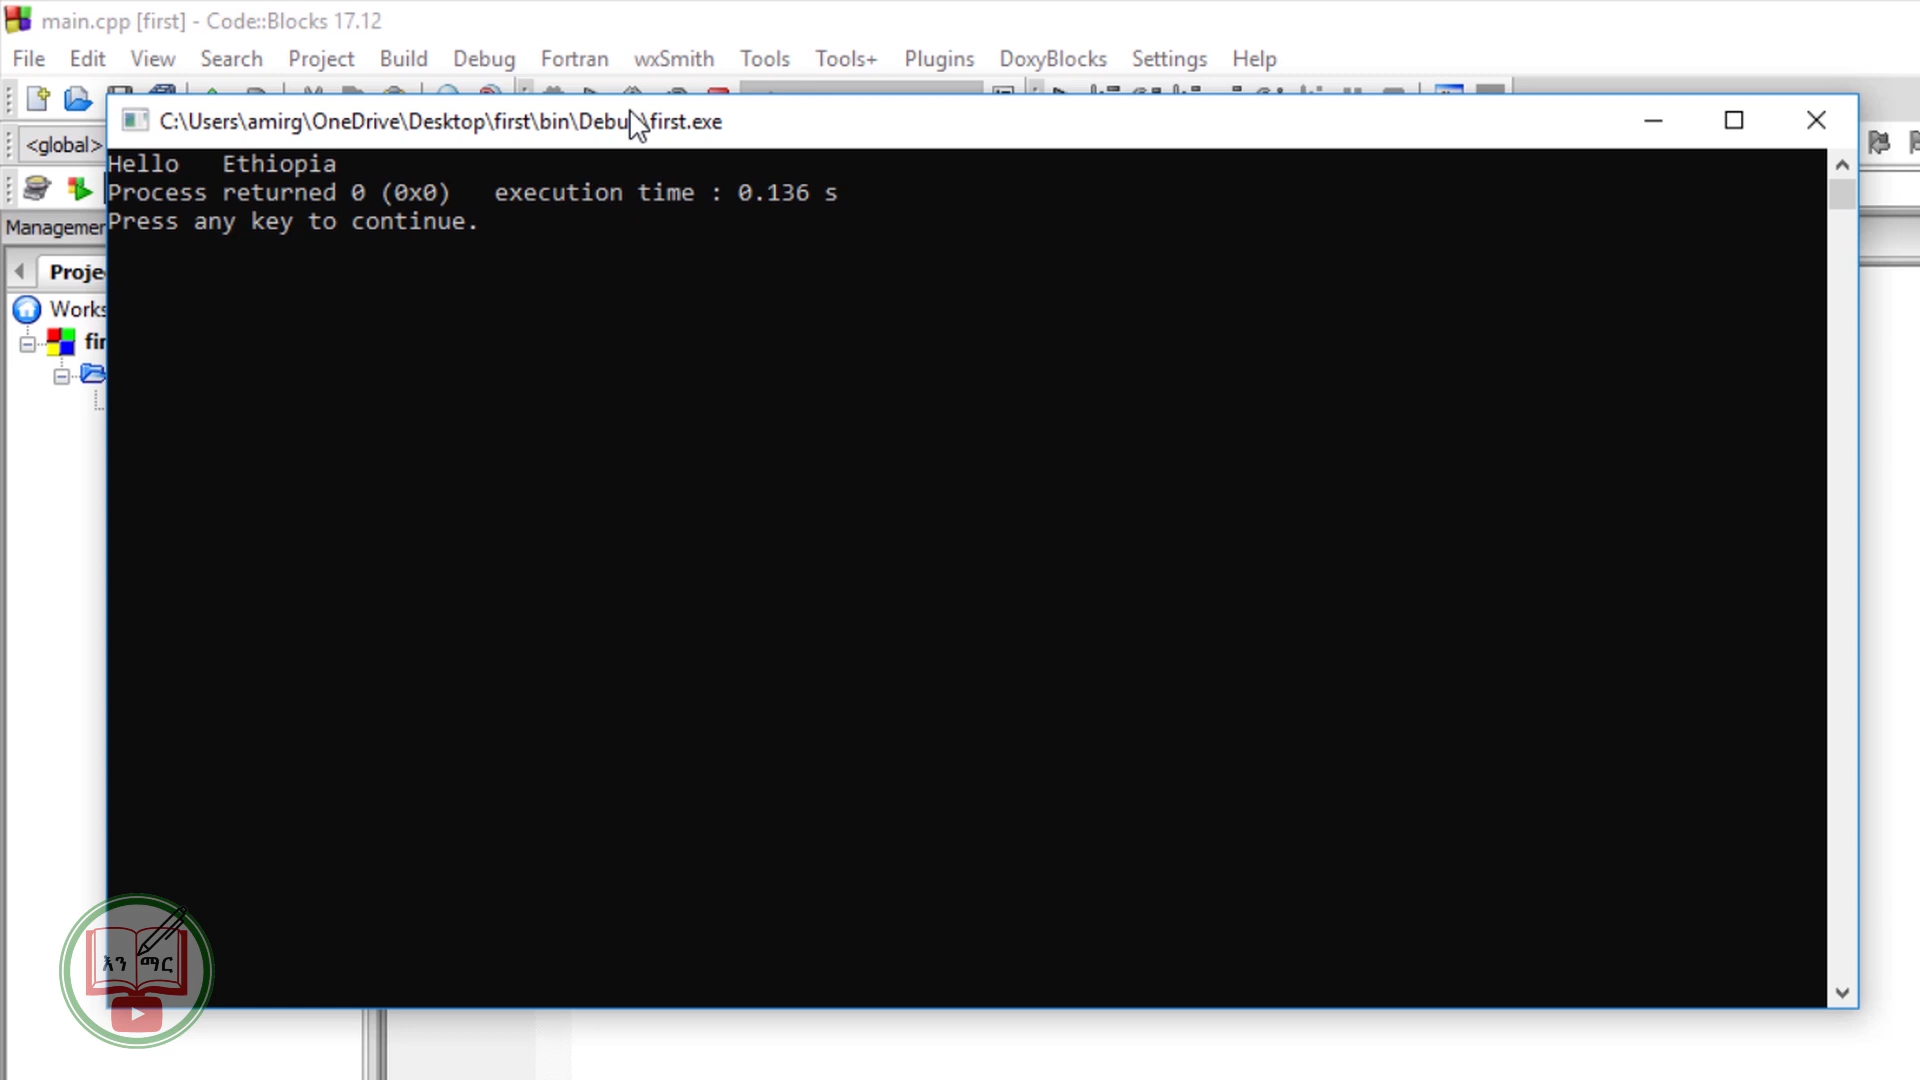 main.cpp [first] - Code::Blocks 17.12
File Edit View Search Project Build Debug Fortran wxSmith Tools Tools+ Plugins DoxyBlocks Settings Help
C:\Users\amirg\OneDrive\Desktop\first\bin\Debu\first.exe
<global>
Hello   Ethiopia
Process returned 0 (0x0)   execution time : 0.136 s
Press any key to continue.
Managemen
Proje
Works
fir
እን ማር